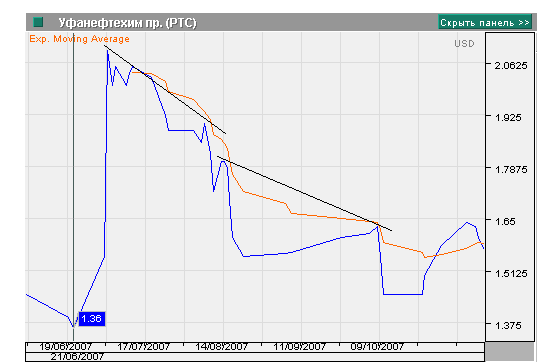 Уфанефтехим пр. (РТС)
Скрыть панель >>
Exp. Moving Average
USD
2.0625
1.925
1.7875
1.65
1.5125
1.375
1.36
19/06/2007 17/07/2007 14/08/2007 11/09/2007 09/10/2007
21/06/2007